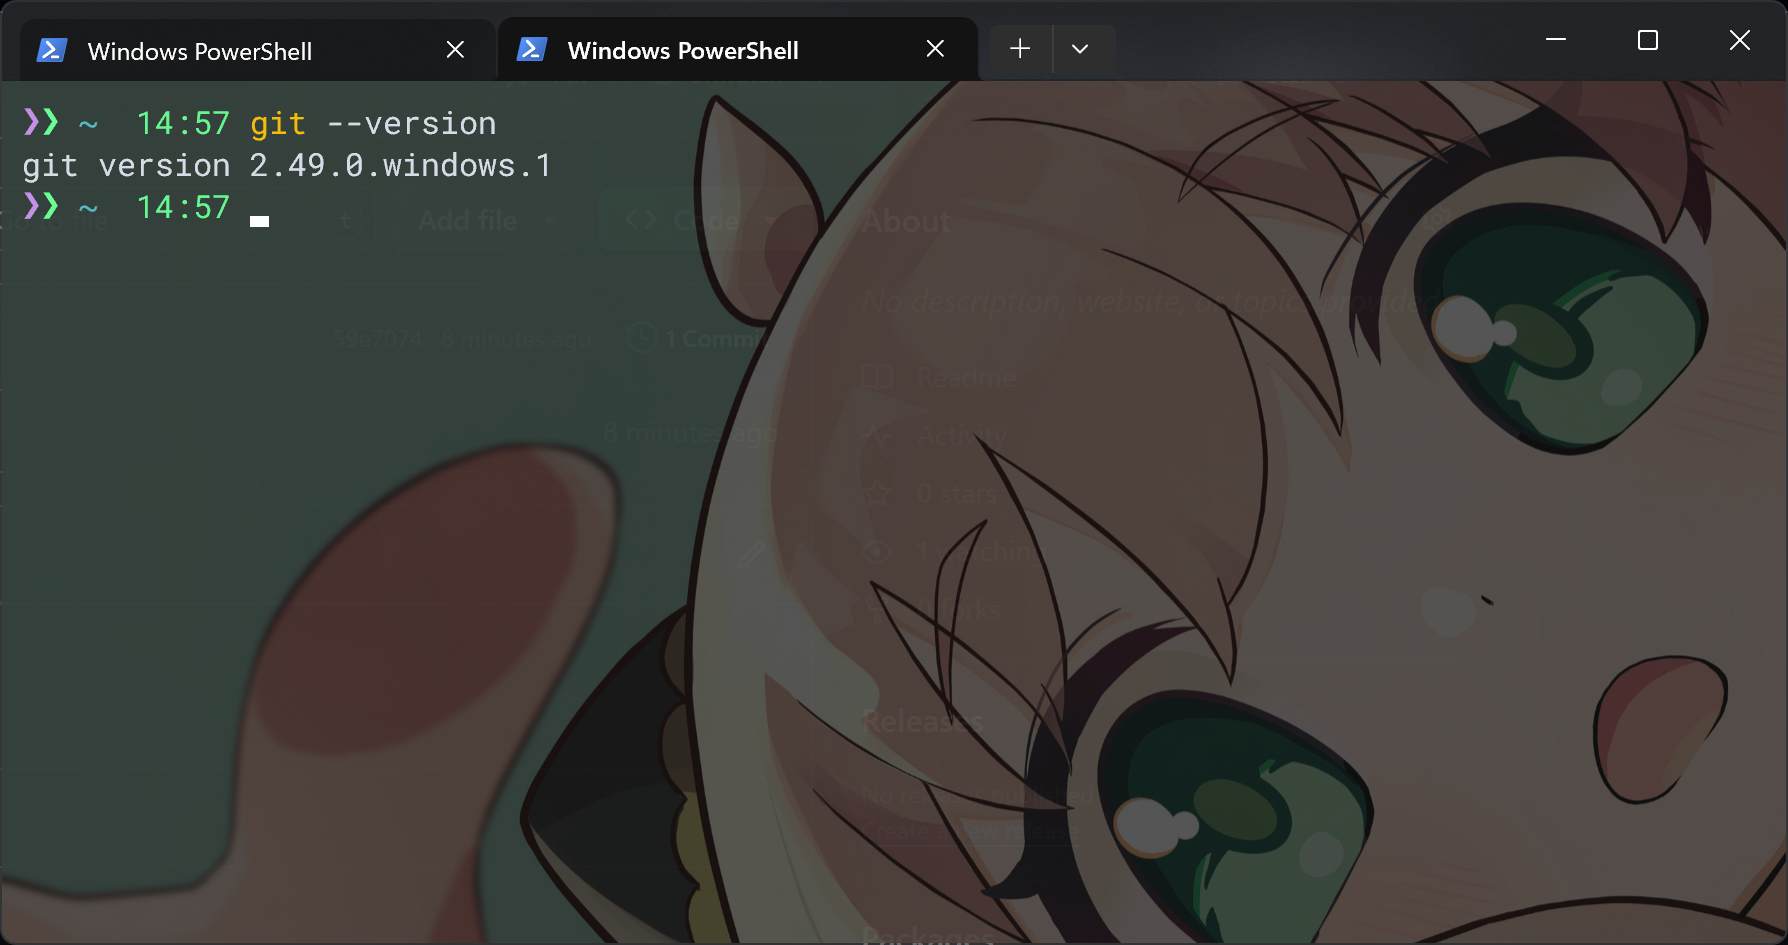 Windows PowerShell
Windows PowerShell
❯❯ ~ 14:57 git --version
git version 2.49.0.windows.1
❯❯ ~ 14:57
Go to file t Add file Code About
No description, website, or topics provided
59e7074 8 minutes ago 1 Commit
Readme
8 minutes ago Activity
0 stars
1 watching
0 forks
Releases
No releases published
Create a new release
Packages